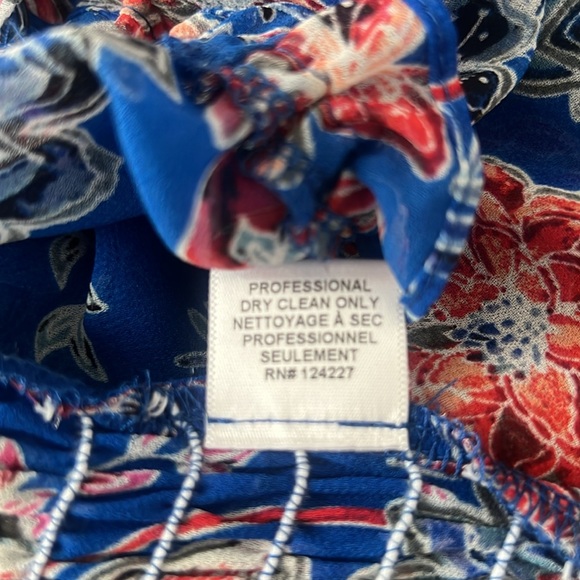 PROFESSIONAL
DRY CLEAN ONLY
NETTOYAGE À SEC
PROFESSIONNEL
SEULEMENT
RN# 124227